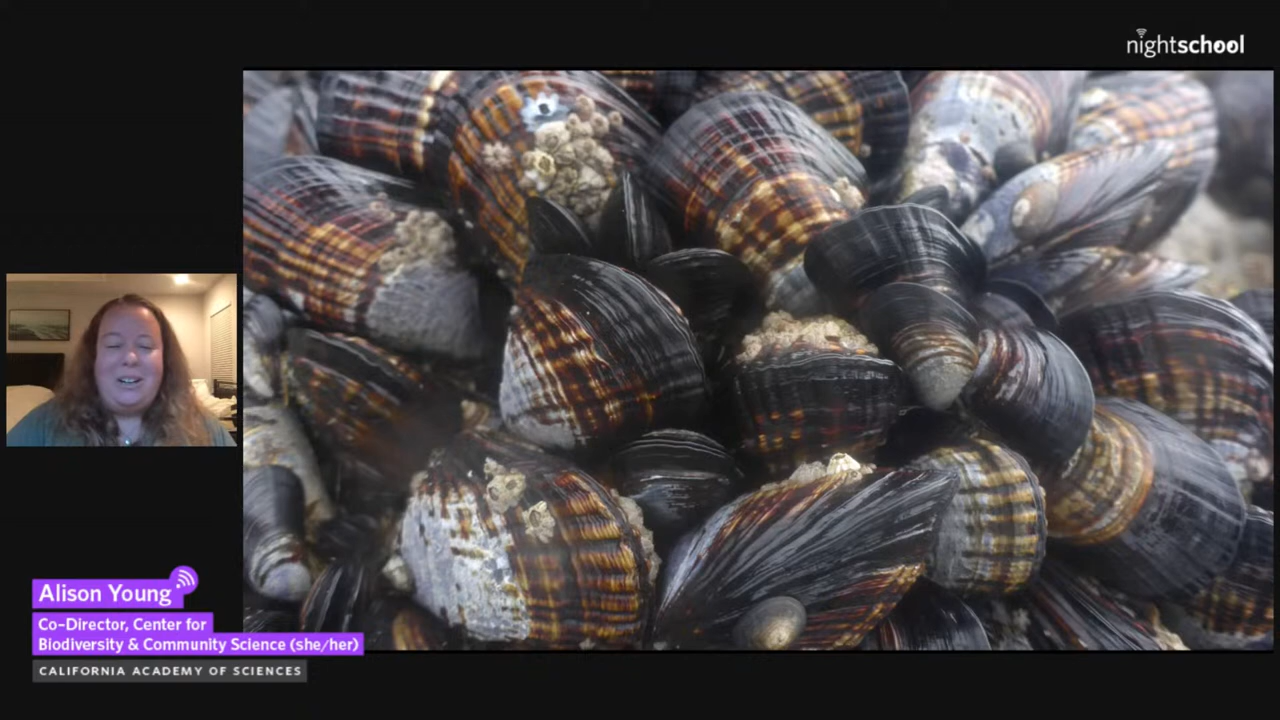 nightschool
Alison Young
Co-Director, Center for
Biodiversity & Community Science (she/her)
CALIFORNIA ACADEMY OF SCIENCES